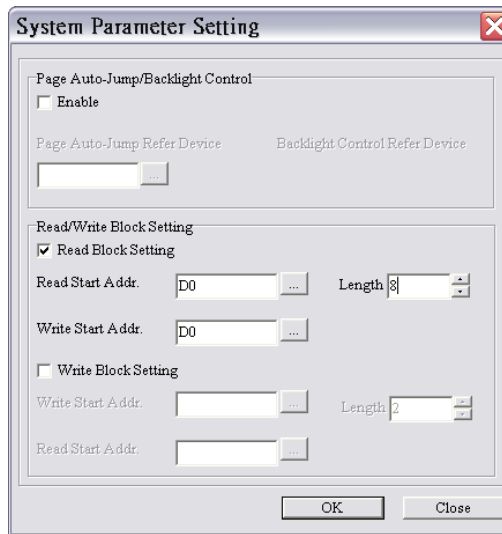 System Parameter Setting
Page Auto-Jump/Backlight Control
Enable
Page Auto-Jump Refer Device Backlight Control Refer Device
...
Read/Write Block Setting
Read Block Setting
Read Start Addr. D0 ... Length 8
Write Start Addr. D0 ...
Write Block Setting
Write Start Addr. ... Length 2
Read Start Addr. ...
OK Close